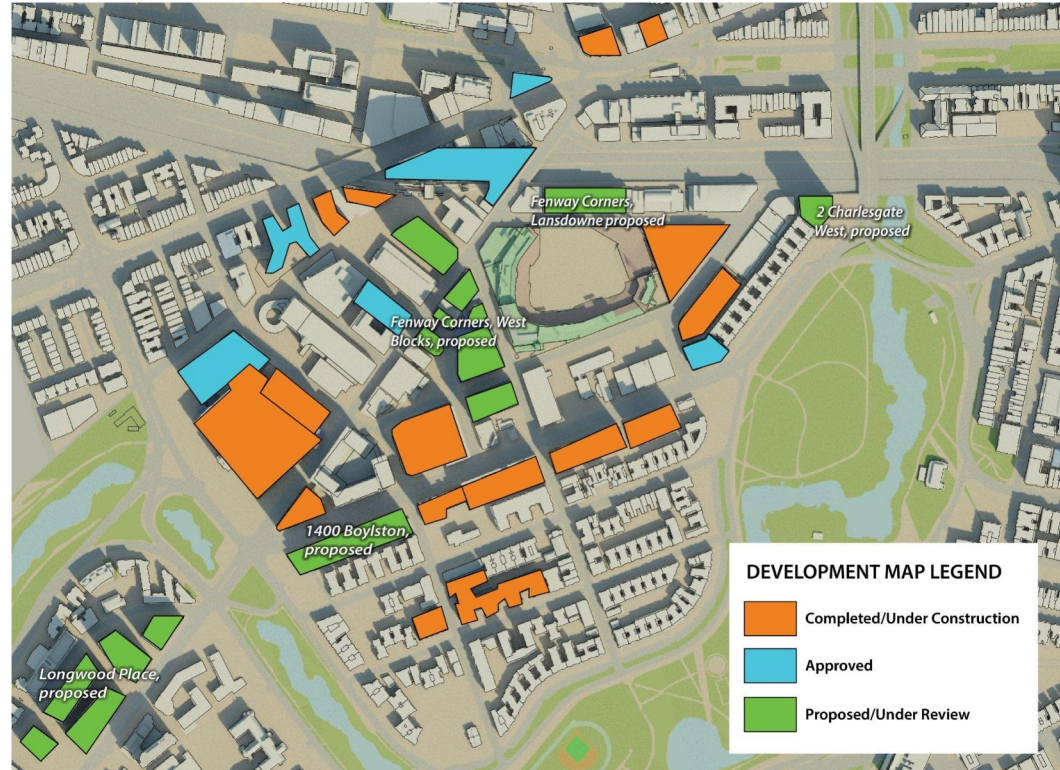 Fenway Corners,
Lansdowne proposed
2 Charlesgate
West, proposed
Fenway Corners, West
Blocks, proposed
1400 Boylston,
proposed
Longwood Place,
proposed
DEVELOPMENT MAP LEGEND
Completed/Under Construction
Approved
Proposed/Under Review